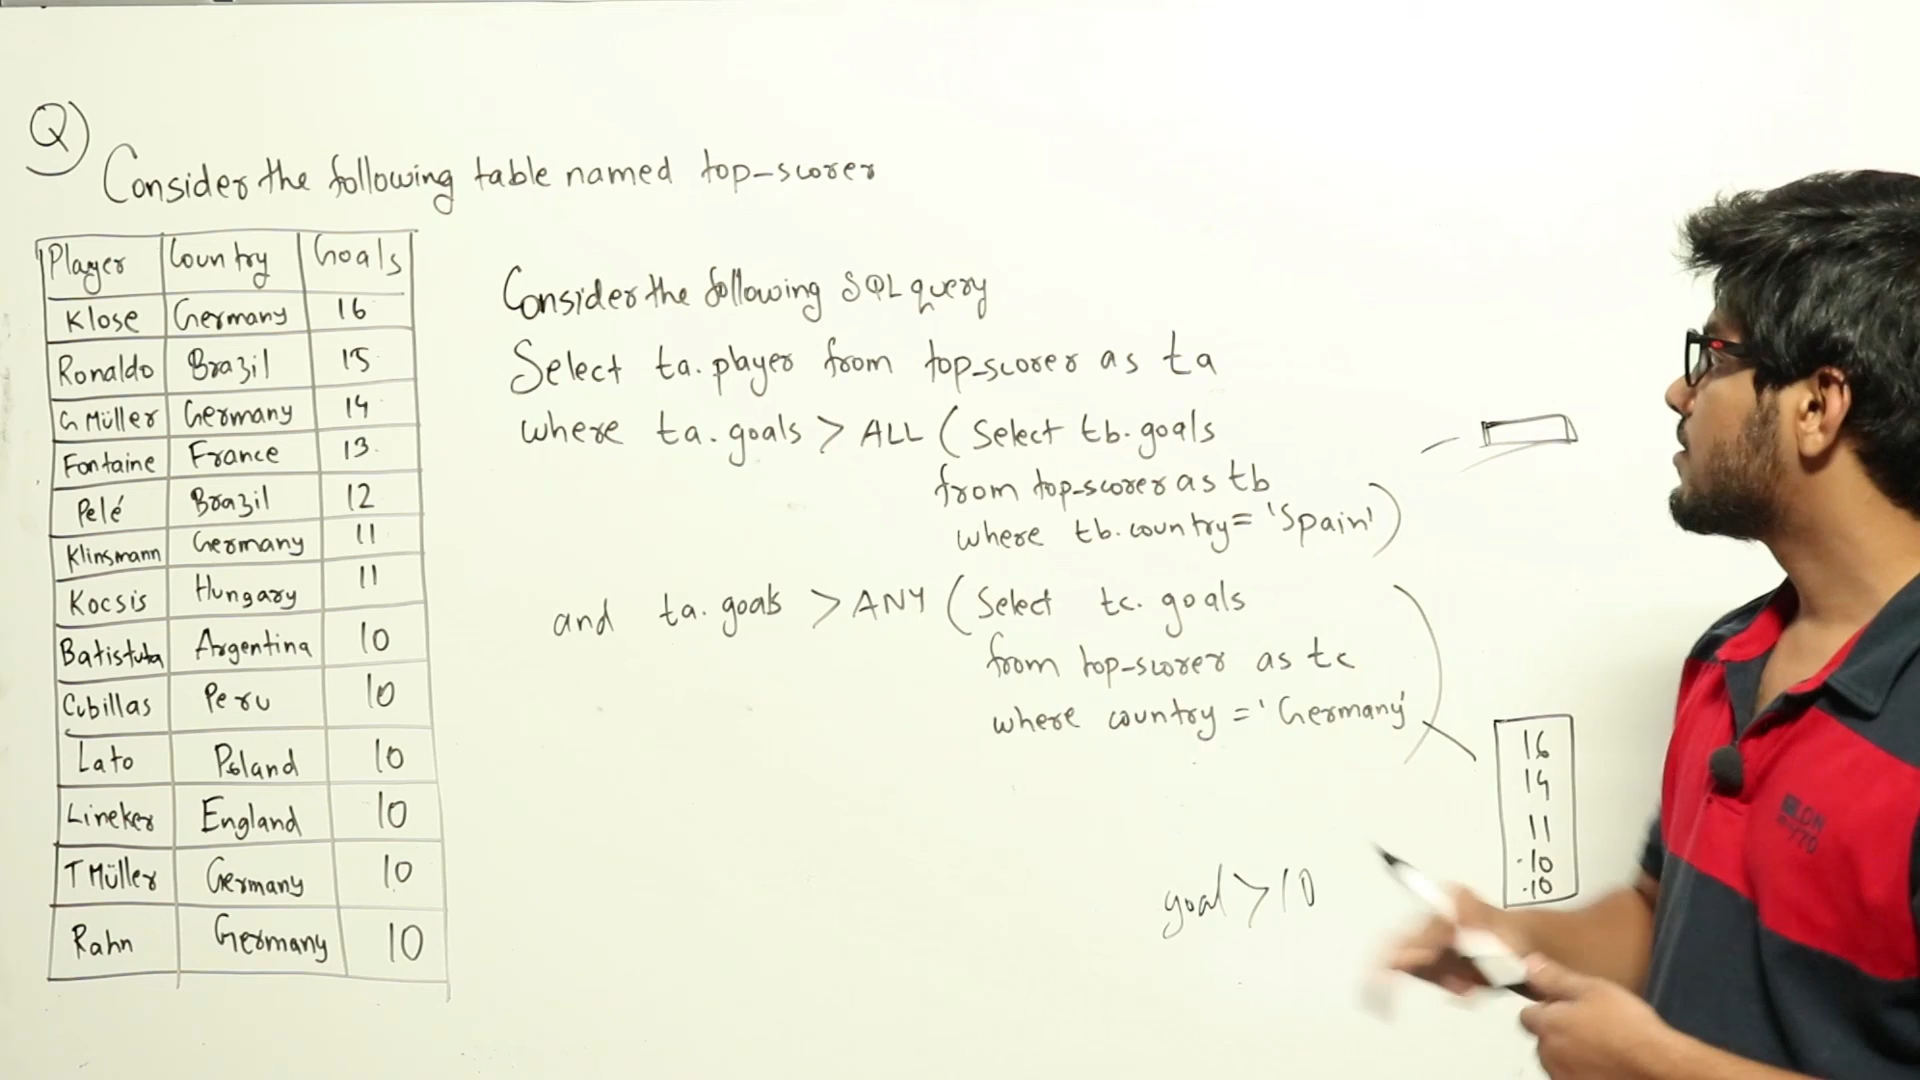 Q)
Consider the following table named top-scorer
Player Country Goals
Klose Germany 16
Ronaldo Brazil 15
G Müller Germany 14
Fontaine France 13
Pelé Brazil 12
Klinsmann Germany 11
Kocsis Hungary 11
Batistuta Argentina 10
Cubillas Peru 10
Lato Poland 10
Lineker England 10
T Müller Germany 10
Rahn Germany 10
Consider the following SQL query
Select ta.player from top_scorer as ta
where ta.goals > ALL (Select tb.goals
from top_scorer as tb
where tb.country = 'Spain')
and ta.goals > ANY (Select tc.goals
from top-scorer as tc
where country = 'Germany'
16
14
11
10
10
goal > 10